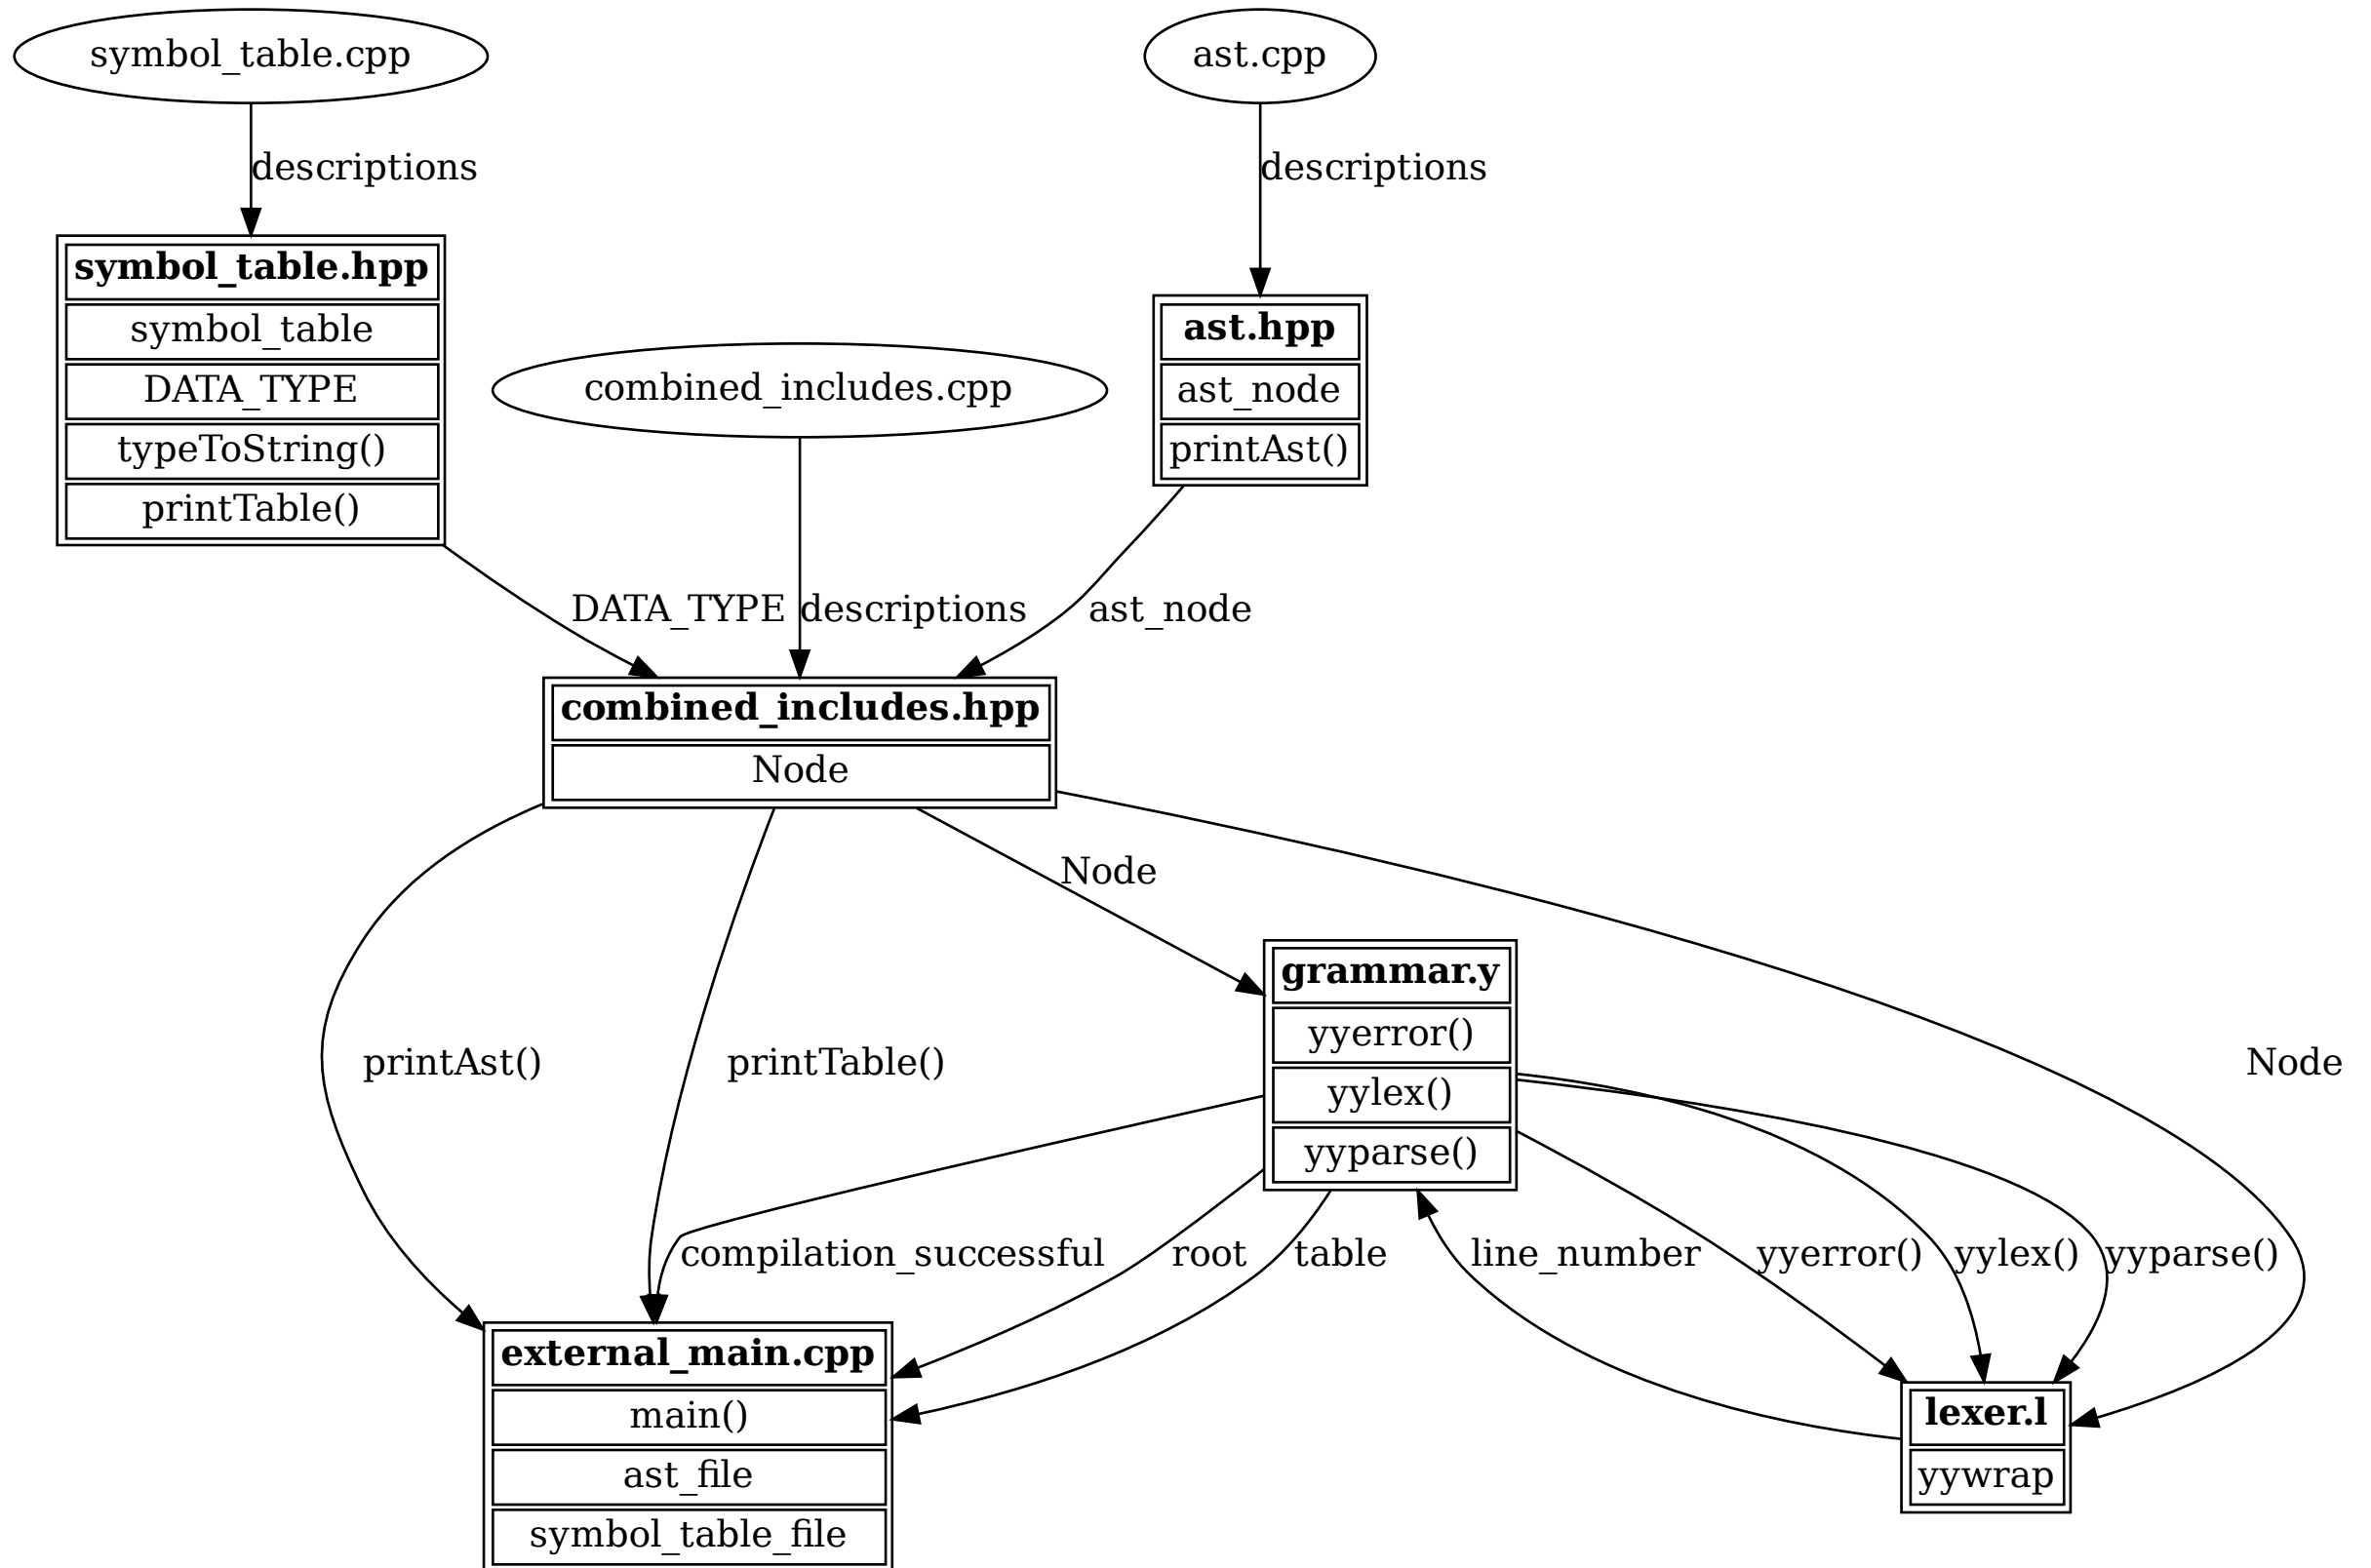 symbol_table.cpp
ast.cpp
descriptions
descriptions
symbol_table.hpp
symbol_table
DATA_TYPE
typeToString()
printTable()
combined_includes.cpp
ast.hpp
ast_node
printAst()
DATA_TYPE
descriptions
ast_node
combined_includes.hpp
Node
Node
printAst()
printTable()
Node
grammar.y
yyerror()
yylex()
yyparse()
compilation_successful
root
table
line_number
yyerror()
yylex()
yyparse()
external_main.cpp
main()
ast_file
symbol_table_file
lexer.l
yywrap